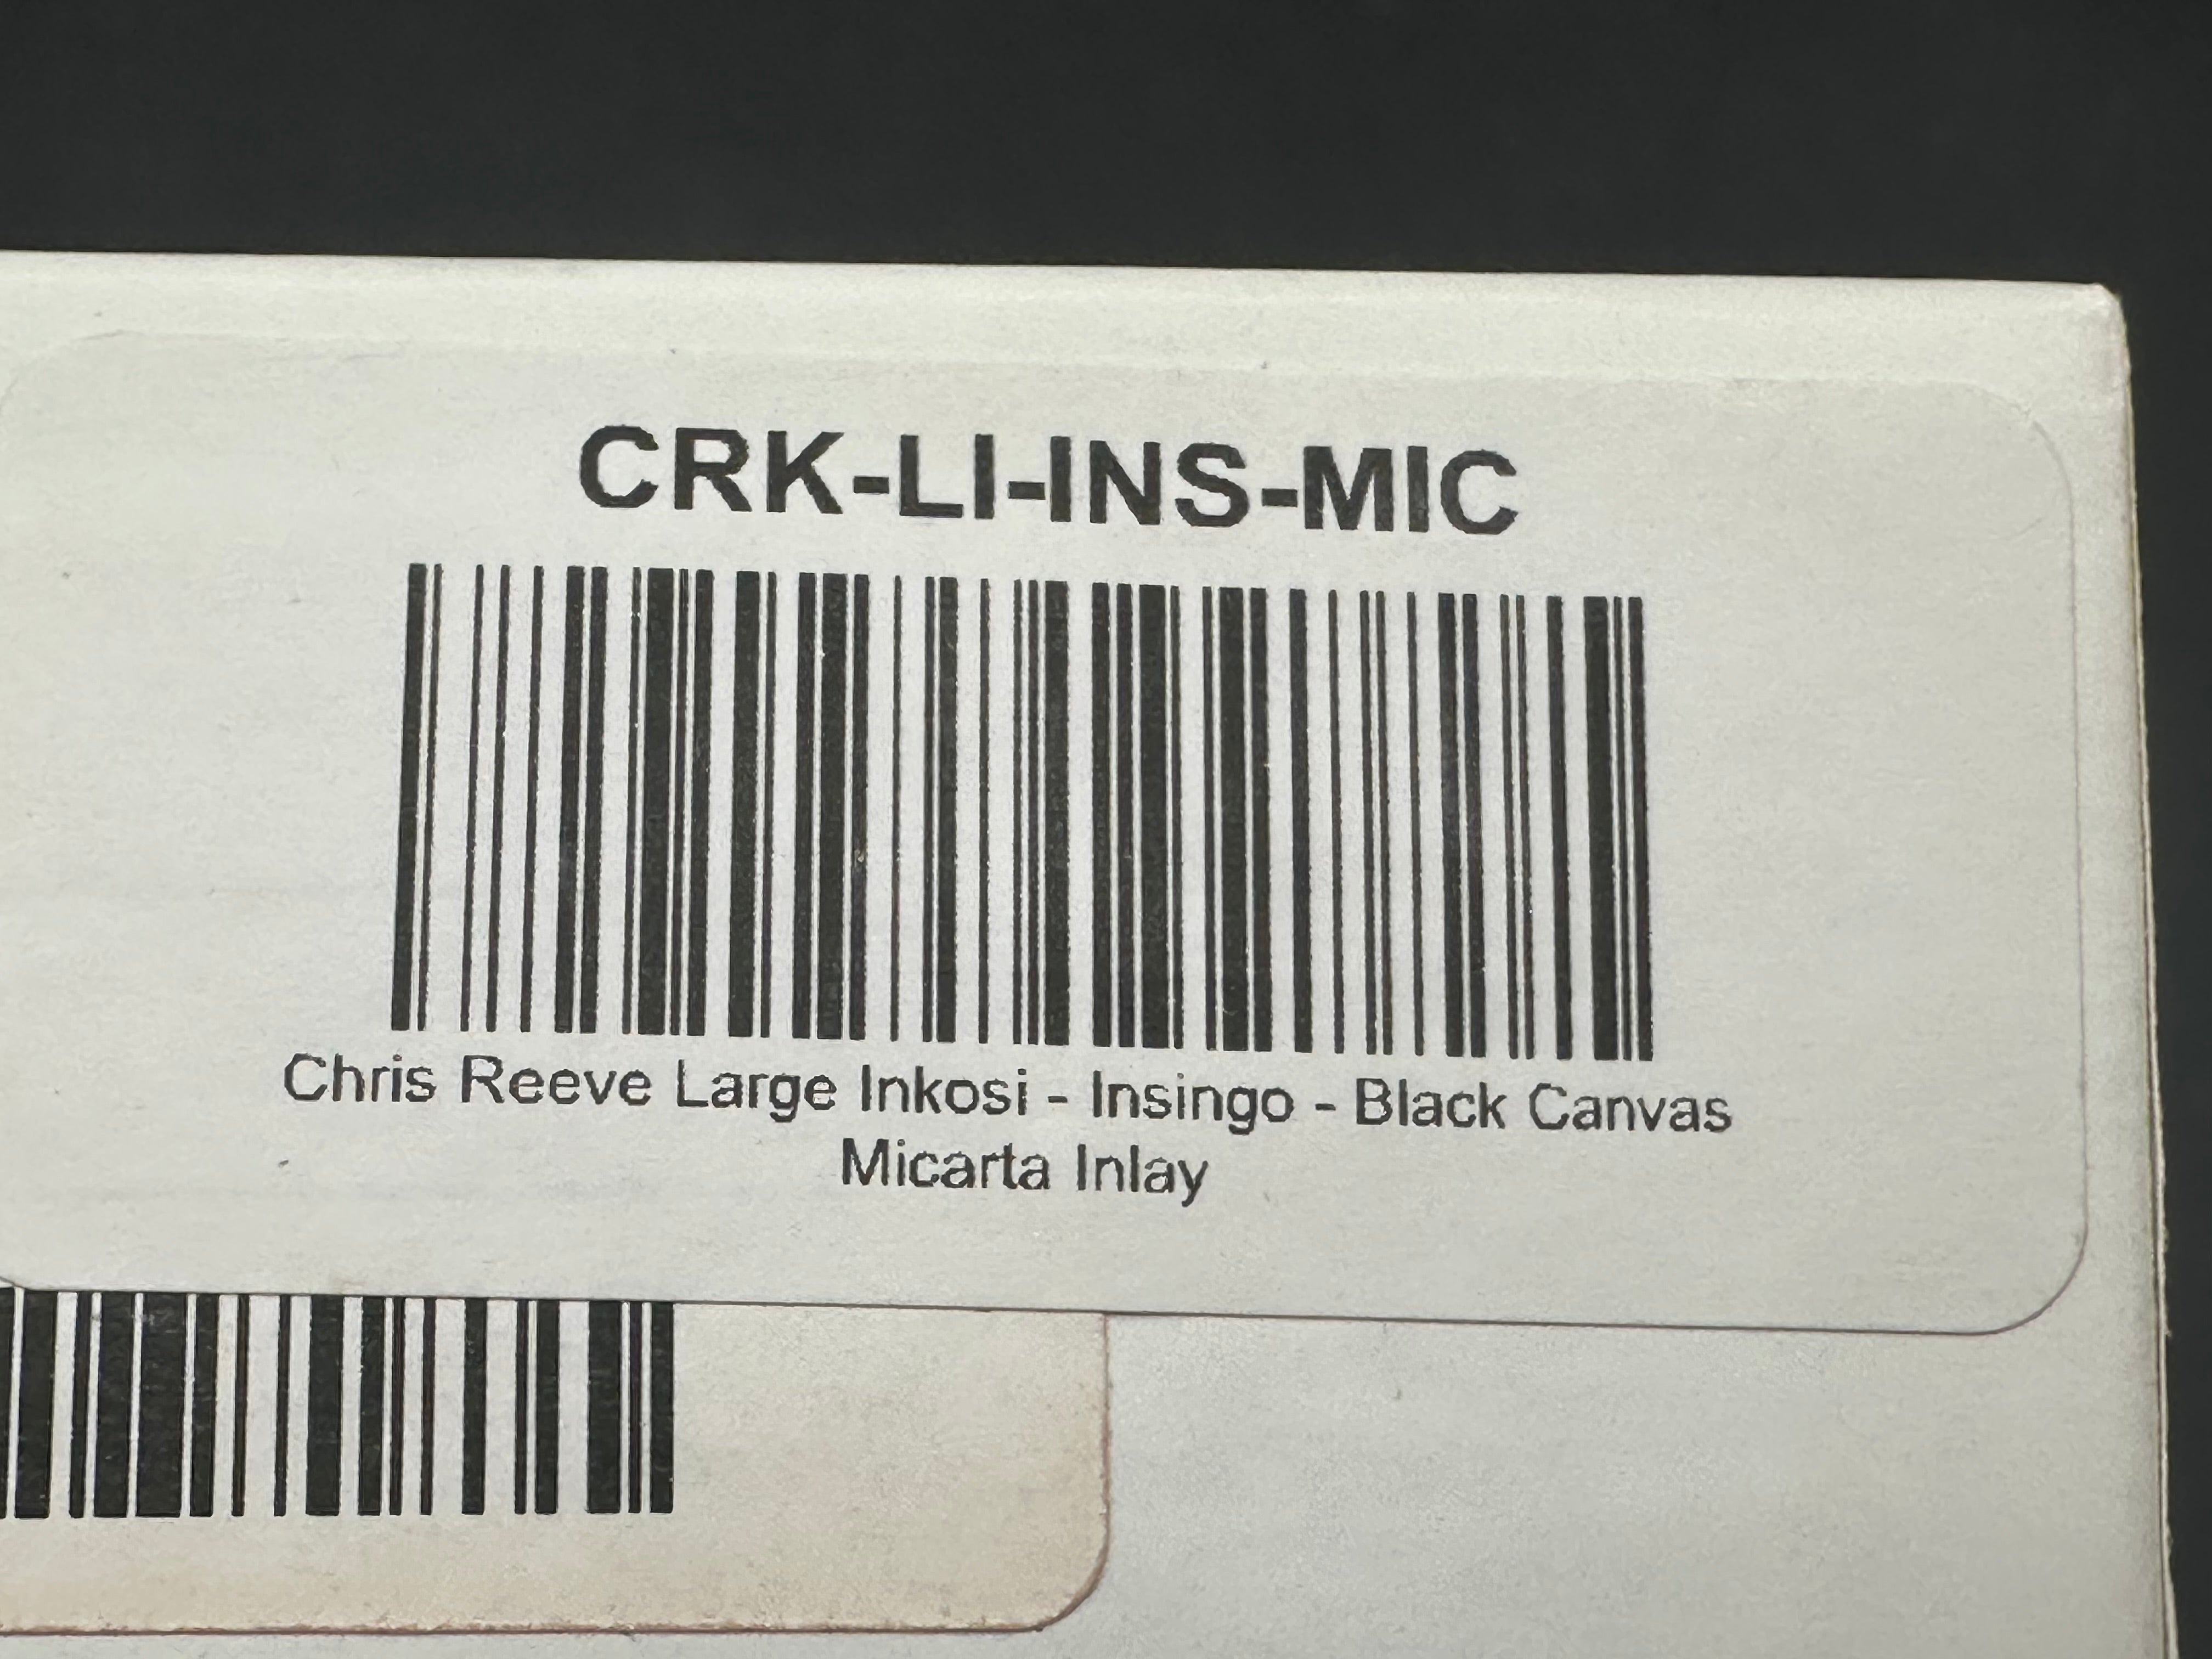 CRK-LI-INS-MIC
Chris Reeve Large Inkosi - Insingo - Black Canvas
Micarta Inlay